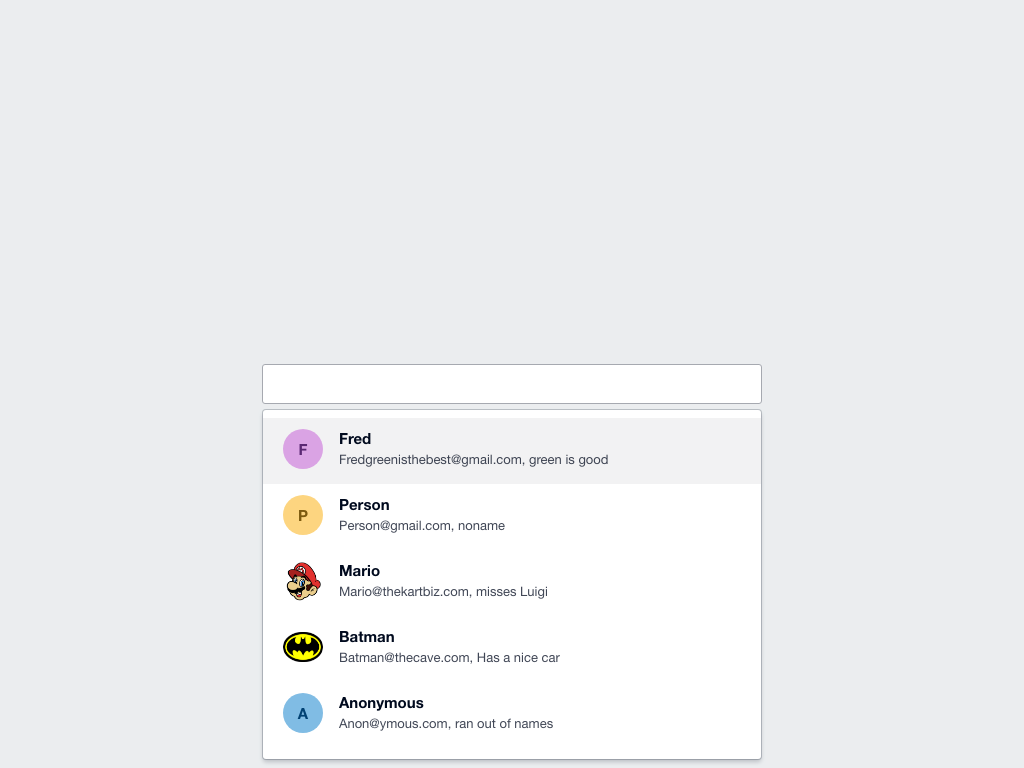 F
Fred
Fredgreenisthebest@gmail.com, green is good
P
Person
Person@gmail.com, noname
M
Mario
Mario@thekartbiz.com, misses Luigi
Batman
Batman@thecave.com, Has a nice car
A
Anonymous
Anon@ymous.com, ran out of names